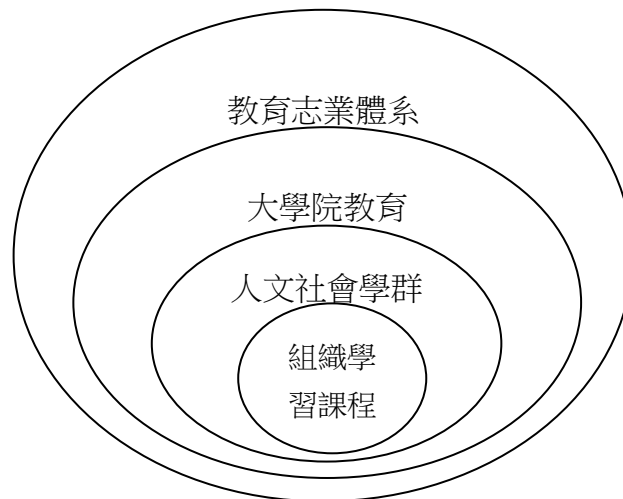 教育志業體系
大學院教育
人文社會學群
組織學
習課程